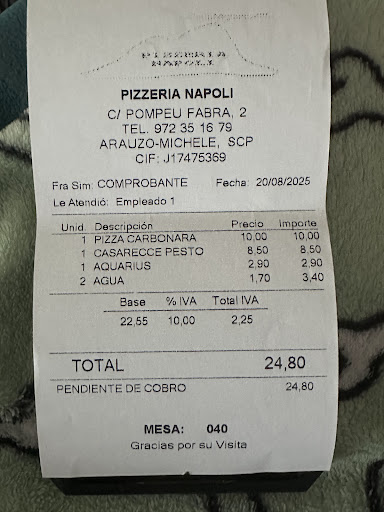 PIZZERIA
NAPOLI
PIZZERIA NAPOLI
C/ POMPEU FABRA, 2
TEL. 972 35 16 79
ARAUZO-MICHELE, SCP
CIF: J17475369
Fra Sim: COMPROBANTE Fecha: 20/08/2025
Le Atendió: Empleado 1
Unid. Descripción Precio Importe
1 PIZZA CARBONARA 10,00 10,00
1 CASARECCE PESTO 8,50 8,50
1 AQUARIUS 2,90 2,90
2 AGUA 1,70 3,40
Base % IVA Total IVA
22,55 10,00 2,25
TOTAL 24,80
PENDIENTE DE COBRO 24,80
MESA: 040
Gracias por su Visita